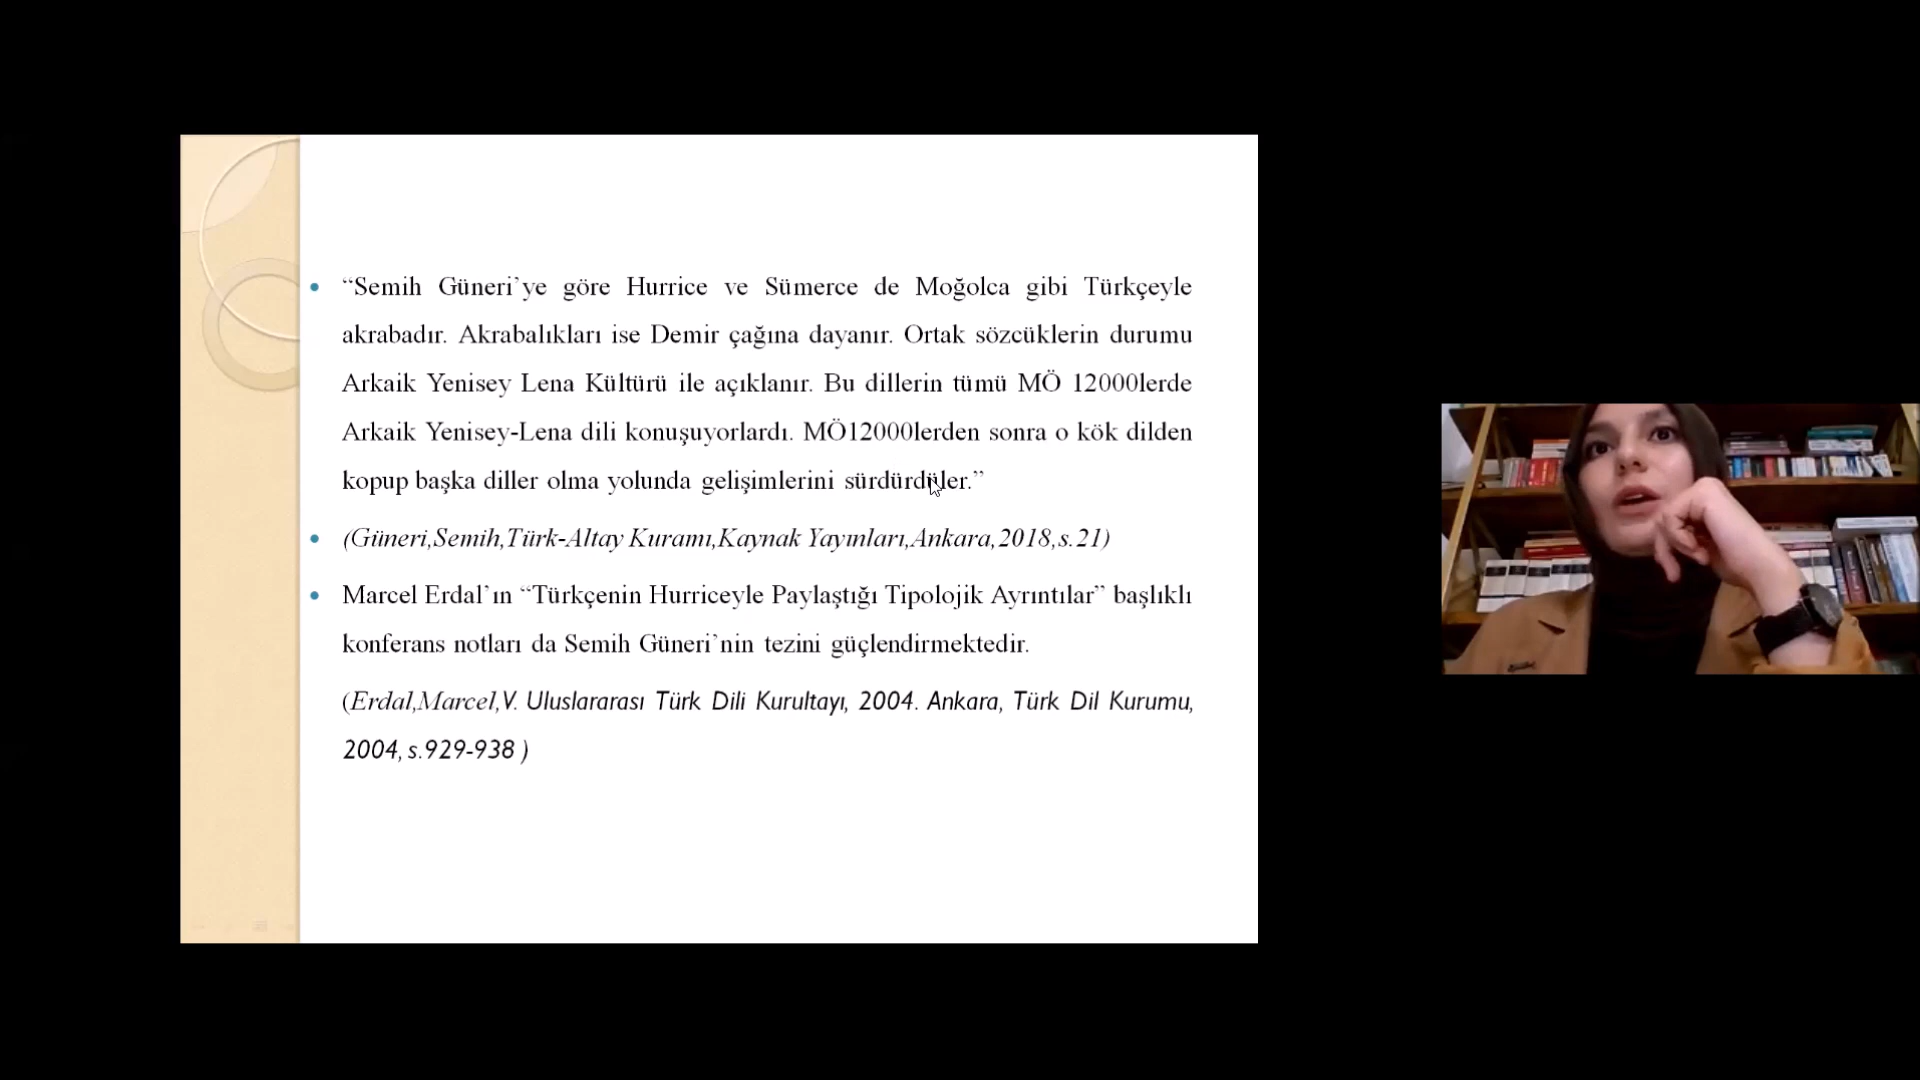 “Semih Güneri’ye göre Hurrice ve Sümerce de Moğolca gibi Türkçeyle
akrabadır. Akrabalıkları ise Demir çağına dayanır. Ortak sözcüklerin durumu
Arkaik Yenisey Lena Kültürü ile açıklanır. Bu dillerin tümü MÖ 12000lerde
Arkaik Yenisey-Lena dili konuşuyorlardı. MÖ12000lerden sonra o kök dilden
kopup başka diller olma yolunda gelişimlerini sürdürdüler.”
(Güneri,Semih,Türk-Altay Kuramı,Kaynak Yayınları,Ankara,2018,s.21)
Marcel Erdal’ın “Türkçenin Hurriceyle Paylaştığı Tipolojik Ayrıntılar” başlıklı
konferans notları da Semih Güneri’nin tezini güçlendirmektedir.
(Erdal,Marcel,V. Uluslararası Türk Dili Kurultayı, 2004. Ankara, Türk Dil Kurumu,
2004, s.929-938 )